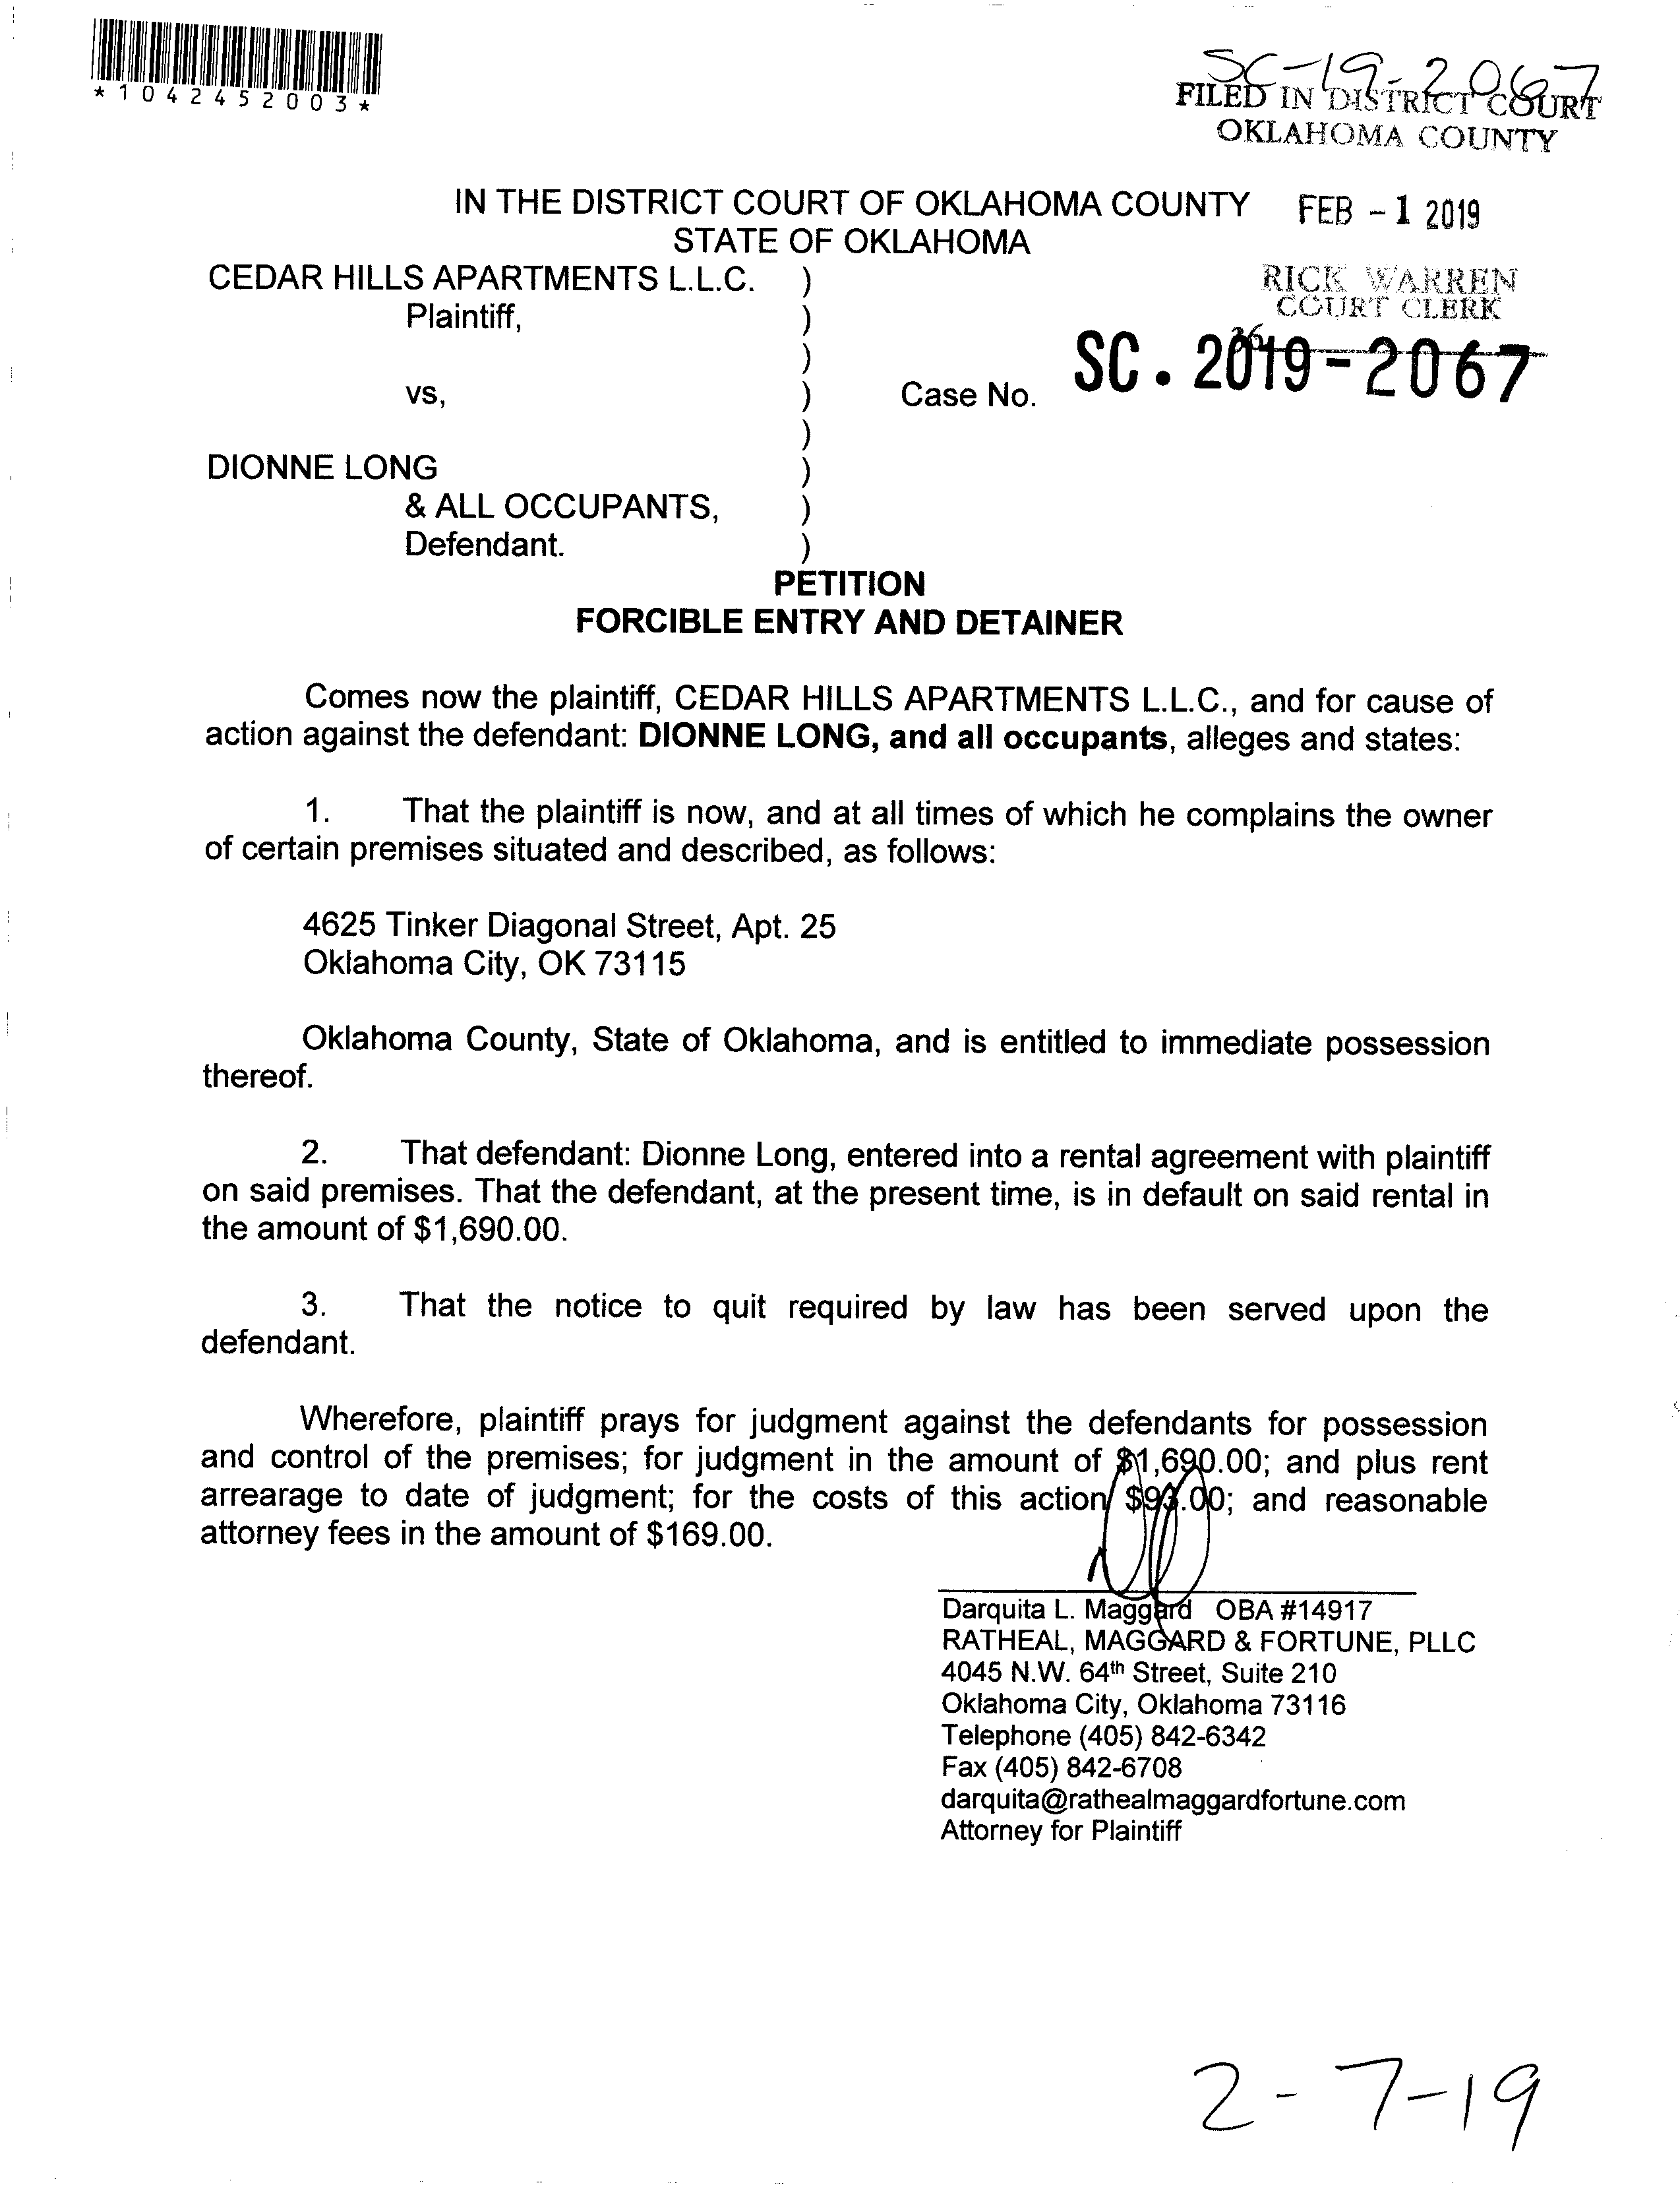 *1042452003*
SC-19-2067
FILED IN DISTRICT COURT
OKLAHOMA COUNTY
IN THE DISTRICT COURT OF OKLAHOMA COUNTY
FEB - 1 2019
STATE OF OKLAHOMA
RICK WARREN
COURT CLERK
36
CEDAR HILLS APARTMENTS L.L.C. )
Plaintiff, )
)
vs, ) Case No. SC. 2019-2067
)
DIONNE LONG )
& ALL OCCUPANTS, )
Defendant. )
PETITION
FORCIBLE ENTRY AND DETAINER
Comes now the plaintiff, CEDAR HILLS APARTMENTS L.L.C., and for cause of
action against the defendant: DIONNE LONG, and all occupants, alleges and states:
1. That the plaintiff is now, and at all times of which he complains the owner
of certain premises situated and described, as follows:
4625 Tinker Diagonal Street, Apt. 25
Oklahoma City, OK 73115
Oklahoma County, State of Oklahoma, and is entitled to immediate possession
thereof.
2. That defendant: Dionne Long, entered into a rental agreement with plaintiff
on said premises. That the defendant, at the present time, is in default on said rental in
the amount of $1,690.00.
3. That the notice to quit required by law has been served upon the
defendant.
Wherefore, plaintiff prays for judgment against the defendants for possession
and control of the premises; for judgment in the amount of $1,690.00; and plus rent
arrearage to date of judgment; for the costs of this action $93.00; and reasonable
attorney fees in the amount of $169.00.
Darquita L. Maggard OBA #14917
RATHEAL, MAGGARD & FORTUNE, PLLC
4045 N.W. 64th Street, Suite 210
Oklahoma City, Oklahoma 73116
Telephone (405) 842-6342
Fax (405) 842-6708
darquita@rathealmaggardfortune.com
Attorney for Plaintiff
2-7-19